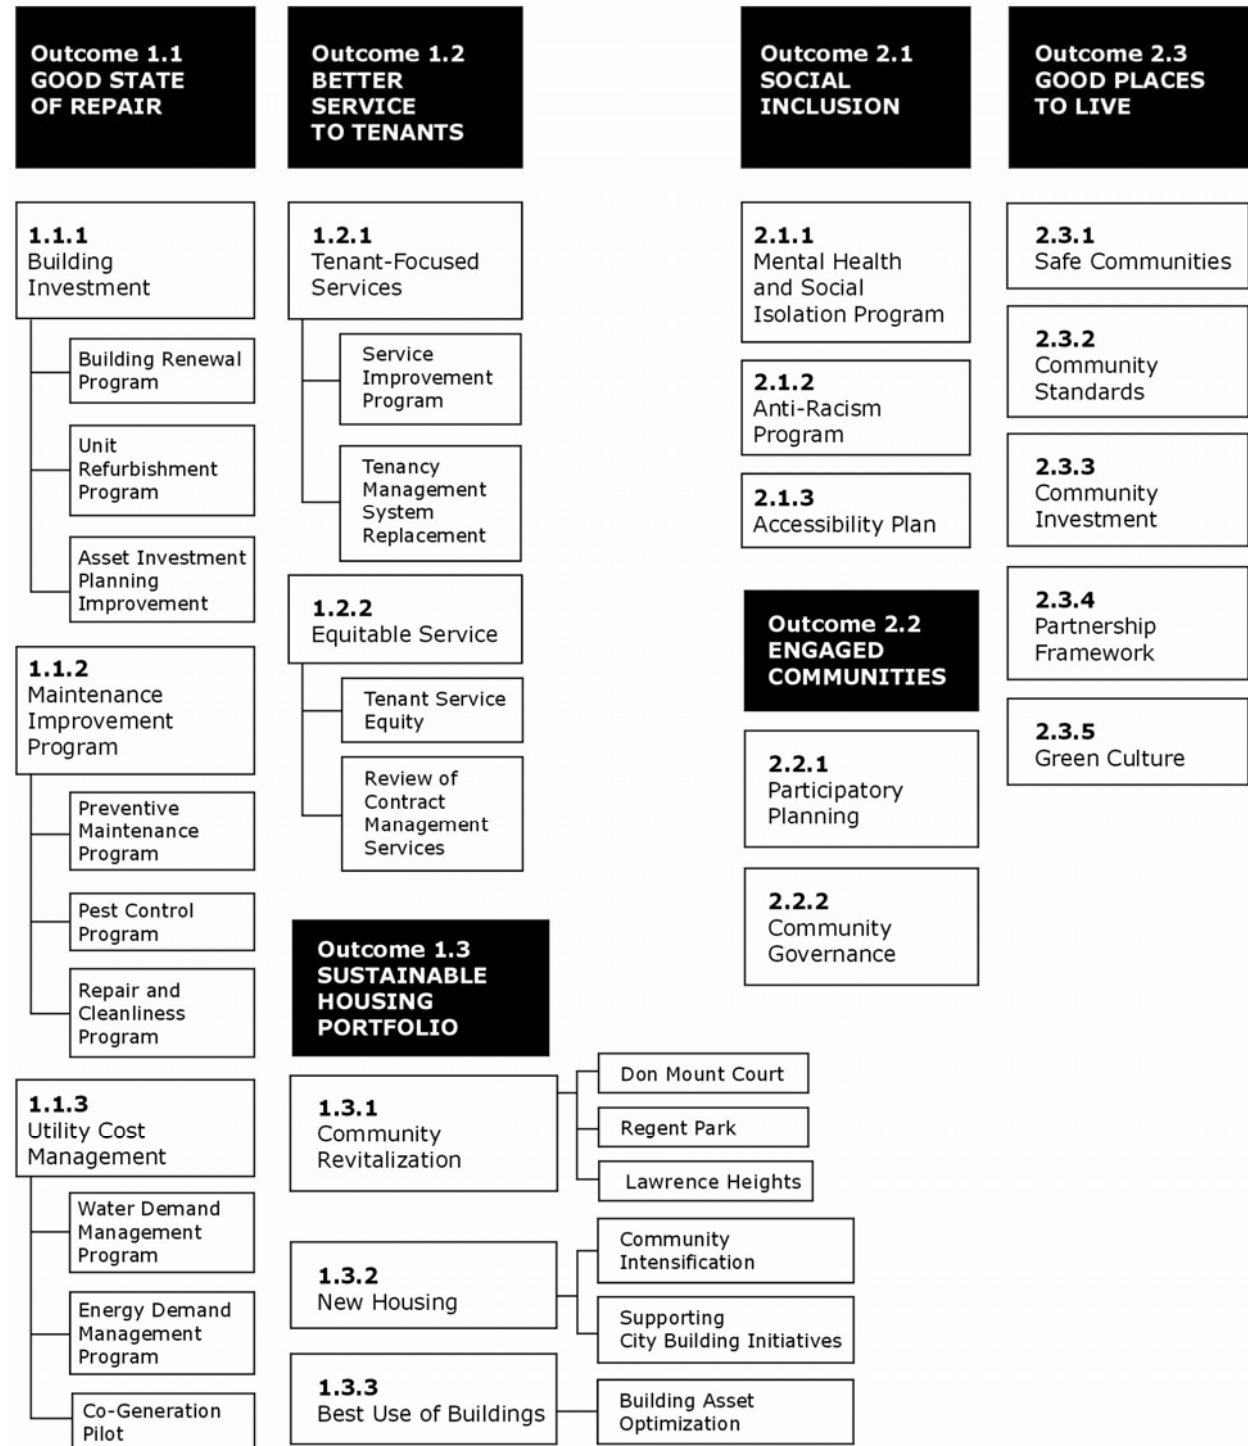 Outcome 1.1
GOOD STATE
OF REPAIR
1.1.1
Building
Investment
Building Renewal
Program
Unit
Refurbishment
Program
Asset Investment
Planning
Improvement
1.1.2
Maintenance
Improvement
Program
Preventive
Maintenance
Program
Pest Control
Program
Repair and
Cleanliness
Program
1.1.3
Utility Cost
Management
Water Demand
Management
Program
Energy Demand
Management
Program
Co-Generation
Pilot
Outcome 1.2
BETTER
SERVICE
TO TENANTS
1.2.1
Tenant-Focused
Services
Service
Improvement
Program
Tenancy
Management
System
Replacement
1.2.2
Equitable Service
Tenant Service
Equity
Review of
Contract
Management
Services
Outcome 1.3
SUSTAINABLE
HOUSING
PORTFOLIO
1.3.1
Community
Revitalization
Don Mount Court
Regent Park
Lawrence Heights
1.3.2
New Housing
Community
Intensification
Supporting
City Building Initiatives
1.3.3
Best Use of Buildings
Building Asset
Optimization
Outcome 2.1
SOCIAL
INCLUSION
2.1.1
Mental Health
and Social
Isolation Program
2.1.2
Anti-Racism
Program
2.1.3
Accessibility Plan
Outcome 2.2
ENGAGED
COMMUNITIES
2.2.1
Participatory
Planning
2.2.2
Community
Governance
Outcome 2.3
GOOD PLACES
TO LIVE
2.3.1
Safe Communities
2.3.2
Community
Standards
2.3.3
Community
Investment
2.3.4
Partnership
Framework
2.3.5
Green Culture